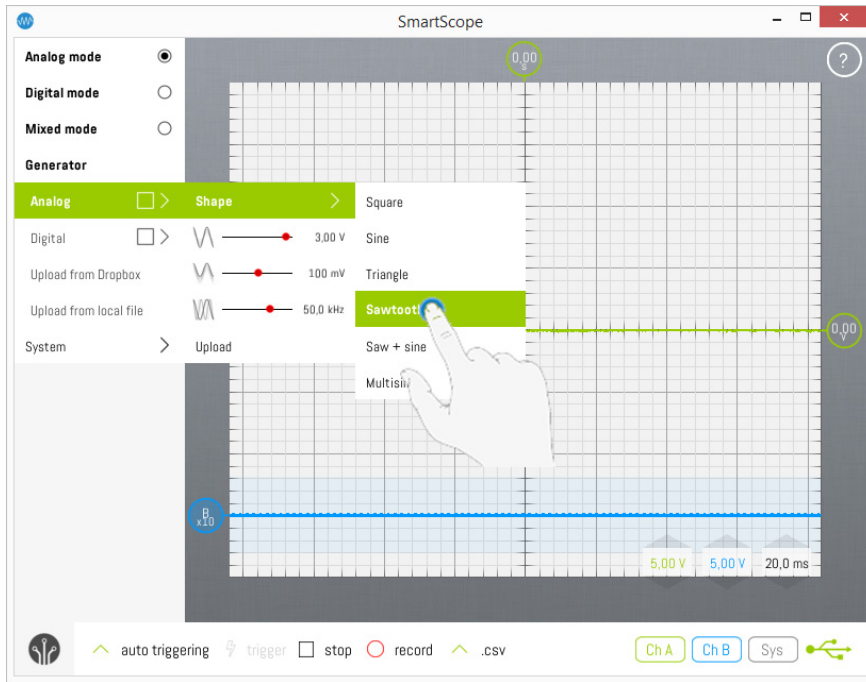 SmartScope
?
Analog mode
Digital mode
Mixed mode
Generator
Analog
Digital
Upload from Dropbox
Upload from local file
System
Shape
3,00 V
100 mV
50,0 kHz
Upload
Square
Sine
Triangle
Saw + sine
0,00
S
0,00
V
B
x10
5,00 V
5,00 V
20,0 ms
auto triggering
trigger
stop
record
.csv
Ch A
Ch B
Sys